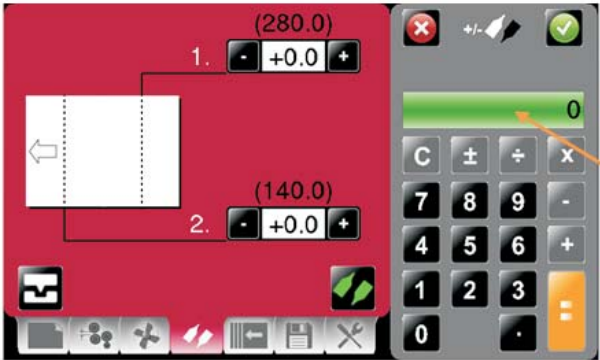 (280.0)
1. - +0.0 +
(140.0)
2. - +0.0 +
+/-
0
C ± ÷ x
7 8 9 -
4 5 6 +
1 2 3 =
0 .